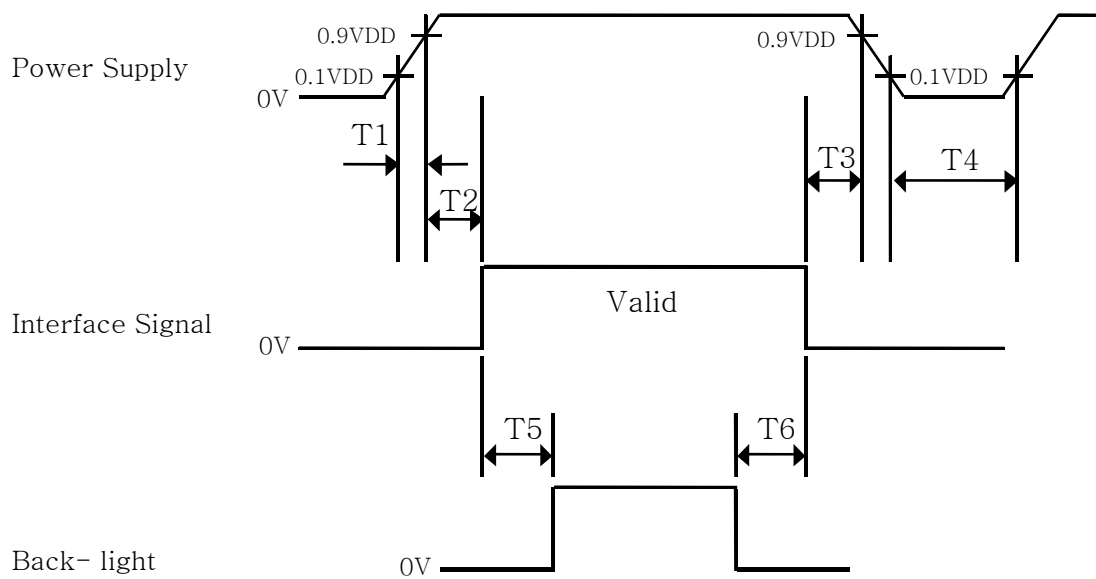 0.9VDD
0.9VDD
Power Supply
0.1VDD
0.1VDD
0V
T1
T3
T4
T2
Valid
Interface Signal
0V
T5
T6
Back- light
0V